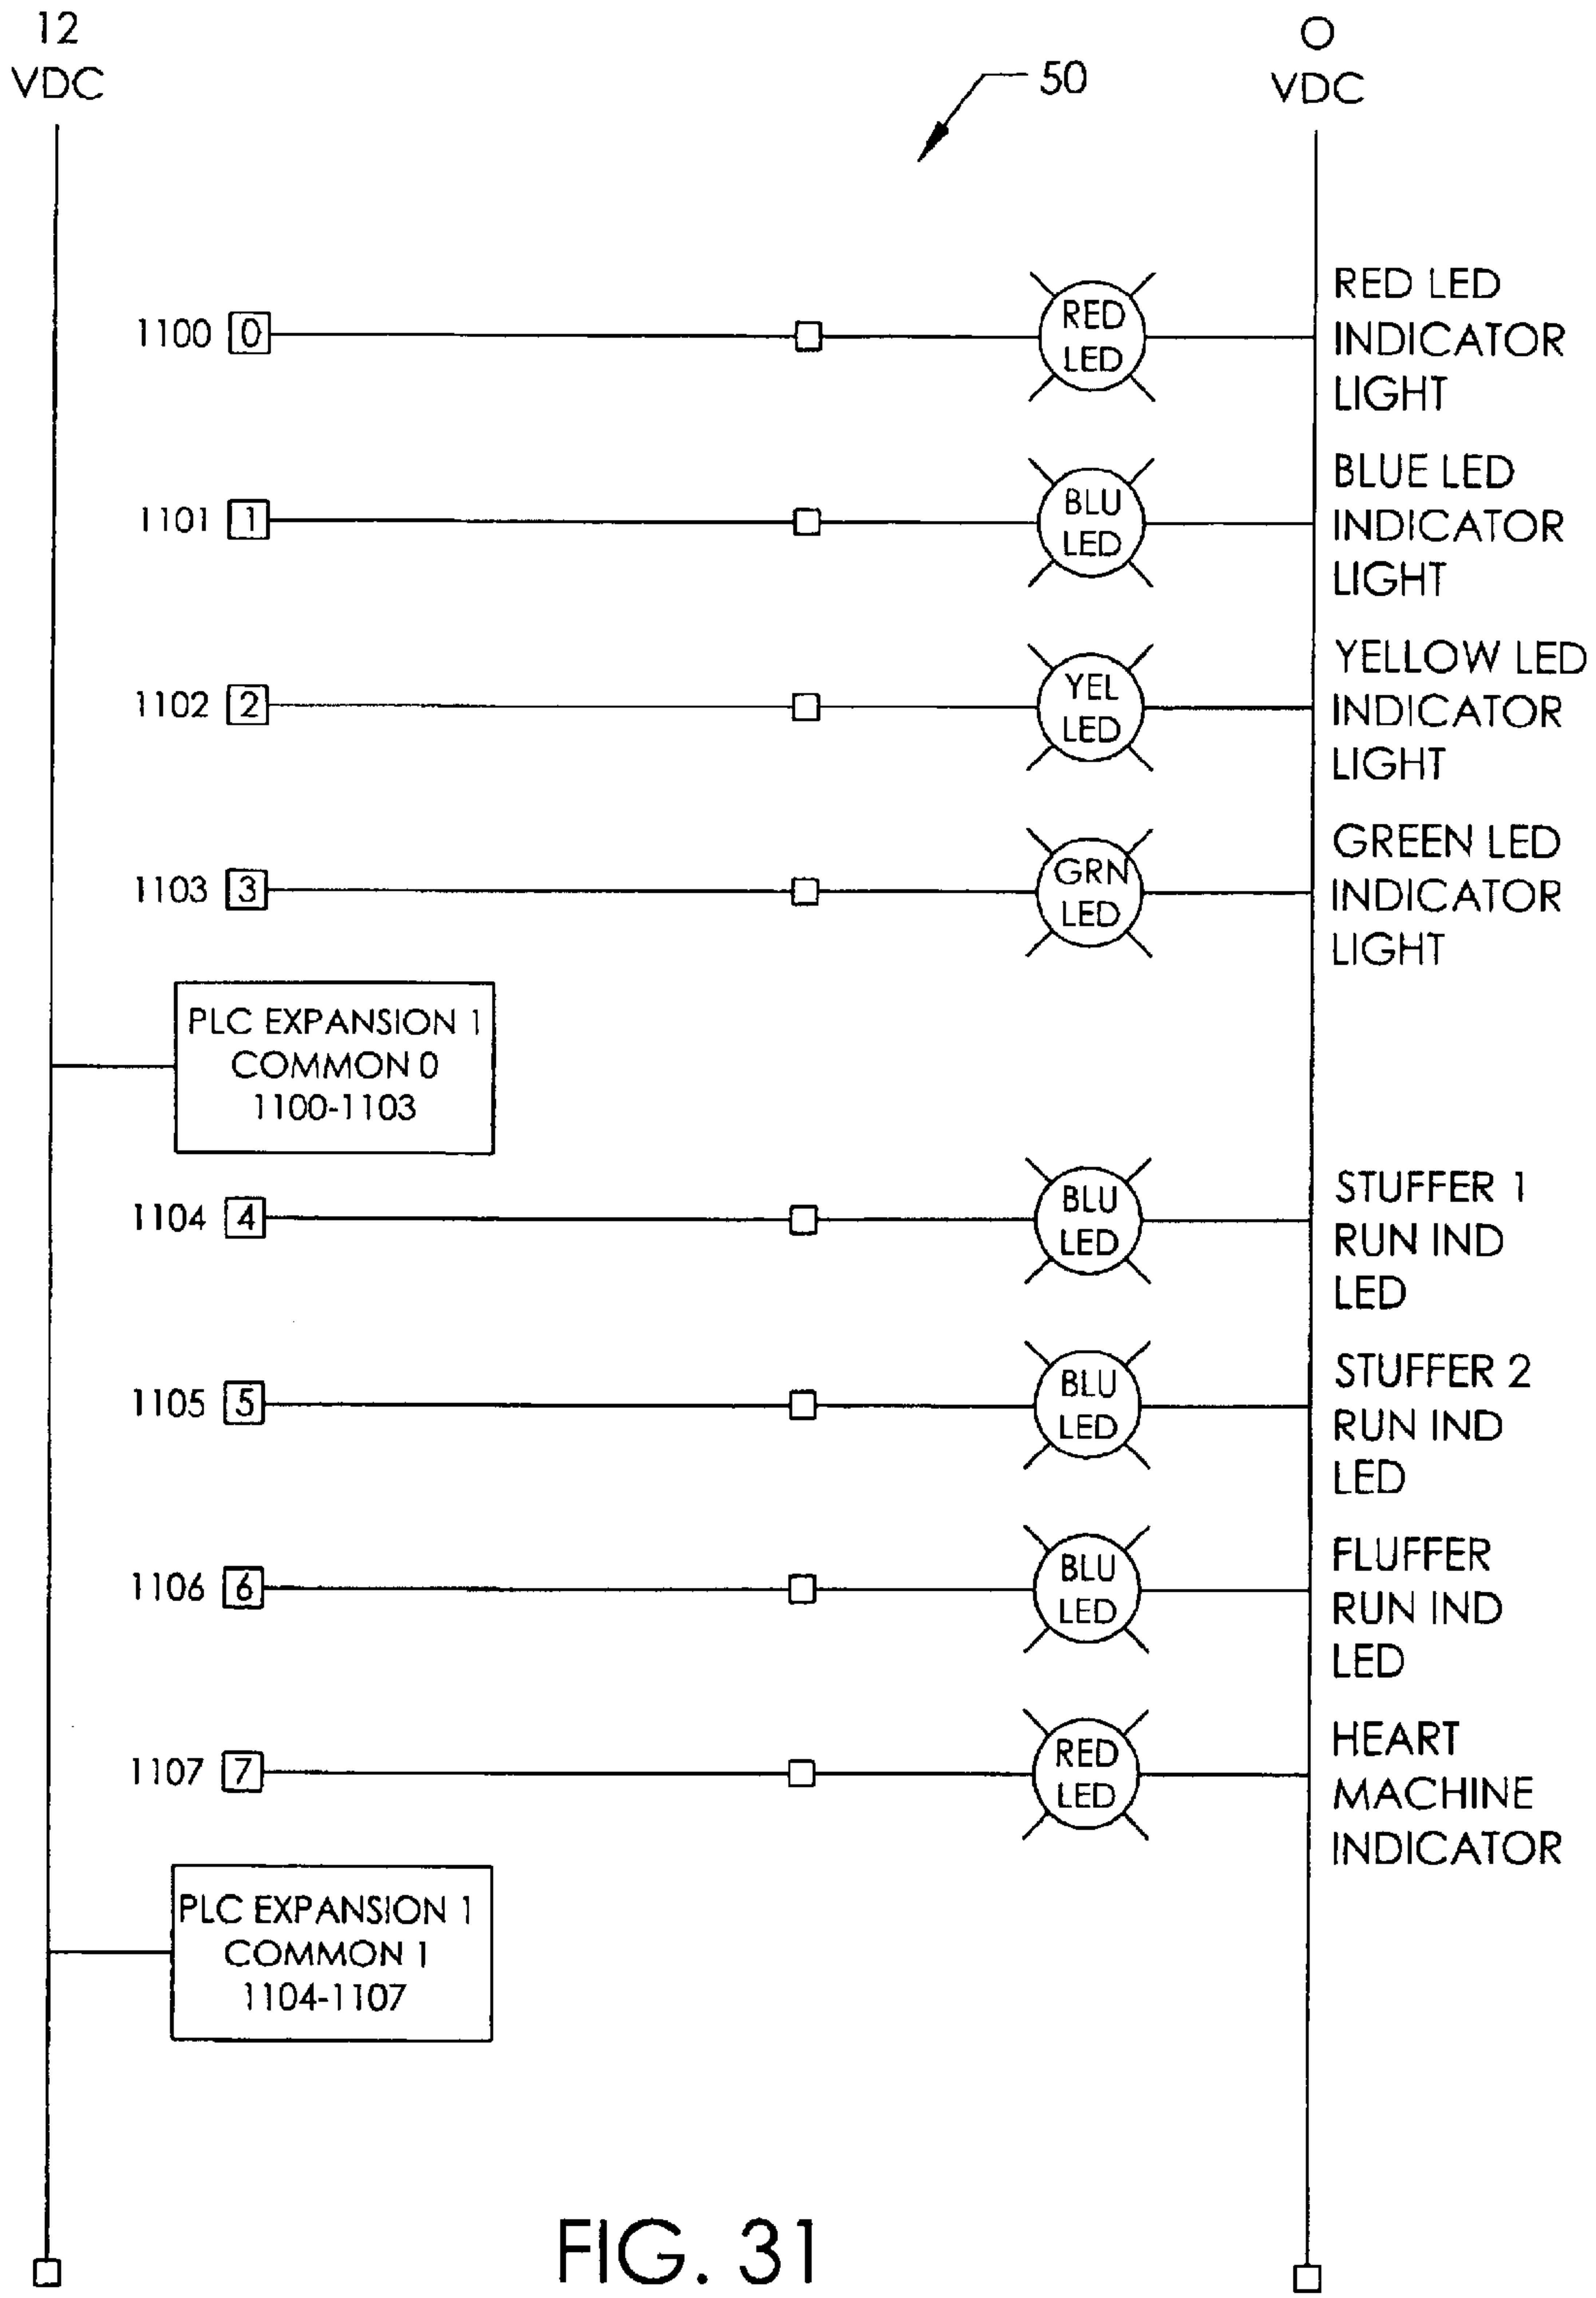 12
VDC
O
VDC
50
1100 0
RED
LED
RED LED
INDICATOR
LIGHT
1101 1
BLU
LED
BLUE LED
INDICATOR
LIGHT
1102 2
YEL
LED
YELLOW LED
INDICATOR
LIGHT
1103 3
GRN
LED
GREEN LED
INDICATOR
LIGHT
PLC EXPANSION 1
COMMON 0
1100-1103
1104 4
BLU
LED
STUFFER 1
RUN IND
LED
1105 5
BLU
LED
STUFFER 2
RUN IND
LED
1106 6
BLU
LED
FLUFFER
RUN IND
LED
1107 7
RED
LED
HEART
MACHINE
INDICATOR
PLC EXPANSION 1
COMMON 1
1104-1107
FIG. 31